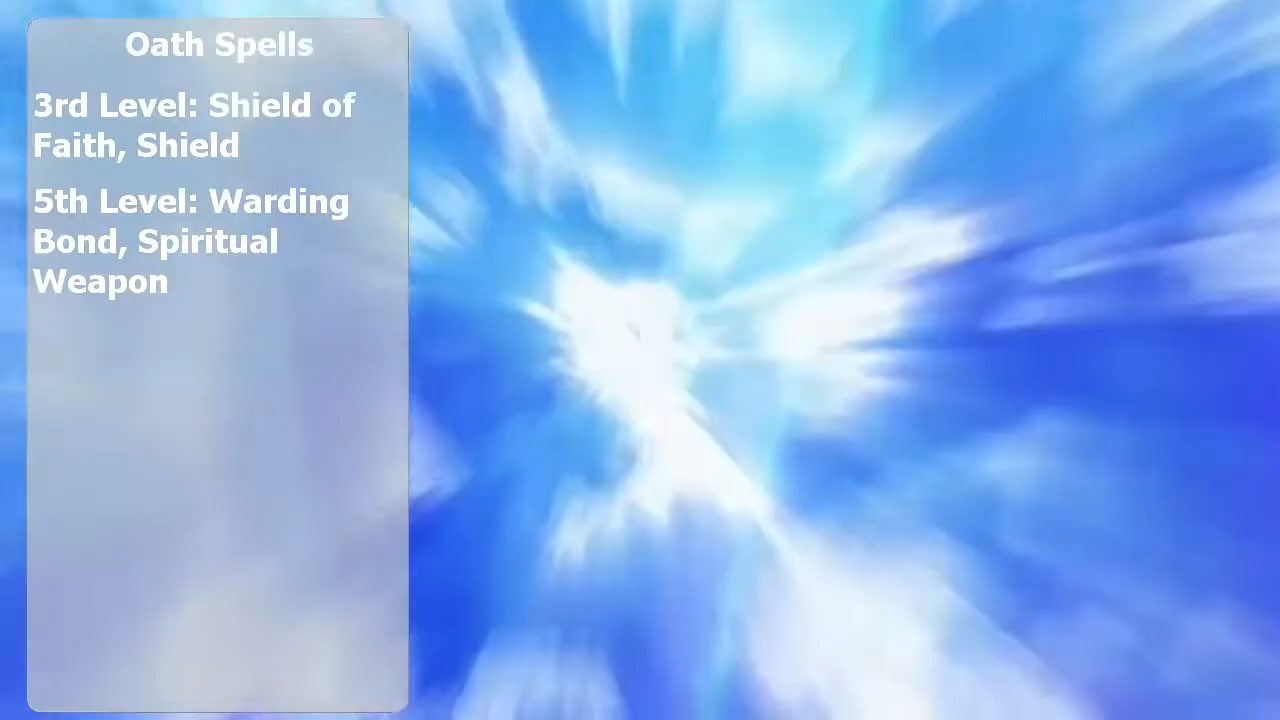 Oath Spells
3rd Level: Shield of
Faith, Shield
5th Level: Warding
Bond, Spiritual
Weapon